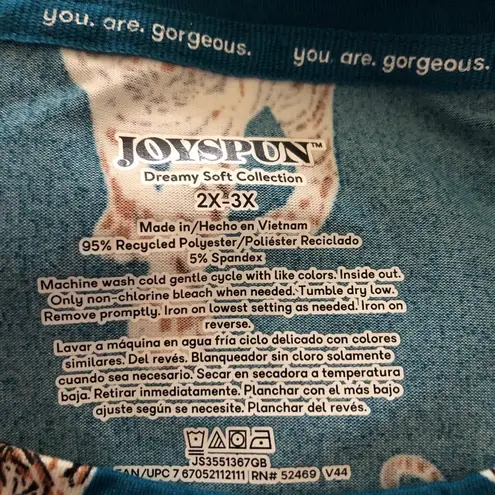 you. are. gorgeous. you. are. gorgeous.
JOYSPUN™
Dreamy Soft Collection
2X-3X
Made in/Hecho en Vietnam
95% Recycled Polyester/Poliéster Reciclado
5% Spandex
Machine wash cold gentle cycle with like colors. Inside out.
Only non-chlorine bleach when needed. Tumble dry low.
Remove promptly. Iron on lowest setting as needed. Iron on
reverse.
Lavar a máquina en agua fría ciclo delicado con colores
similares. Del revés. Blanqueador sin cloro solamente
cuando sea necesario. Secar en secadora a temperatura
baja. Retirar inmediatamente. Planchar con el más bajo
ajuste según se necesite. Planchar del revés.
JS3551367GB
EAN/UPC 7 67052112111 RN# 52469 V44